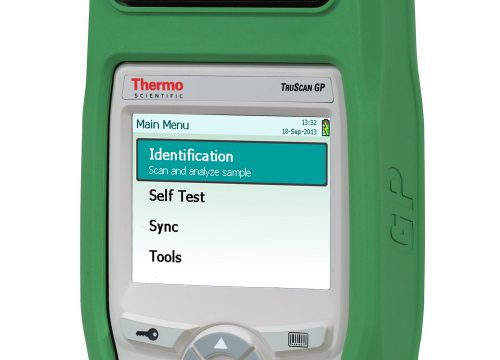 Thermo
SCIENTIFIC
TRUSCAN GP
Main Menu
13:32
18-Sep-2013
Identification
Scan and analyze sample
Self Test
Sync
Tools
GP